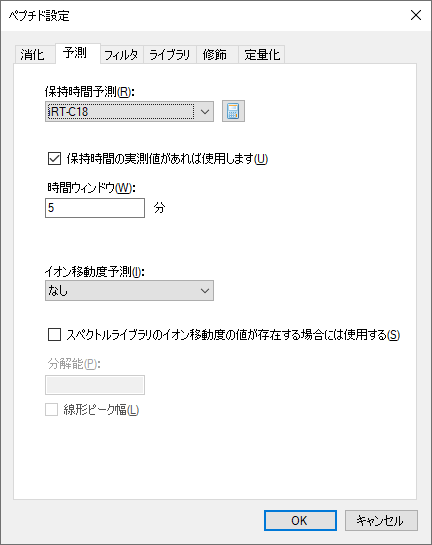 ペプチド設定
消化
予測
フィルタ
ライブラリ
修飾
定量化
保持時間予測(R):
iRT-C18
保持時間の実測値があれば使用します(U)
時間ウィンドウ(W):
5 分
イオン移動度予測(I):
なし
スペクトルライブラリのイオン移動度の値が存在する場合には使用する(S)
分解能(P):
線形ピーク幅(L)
OK
キャンセル